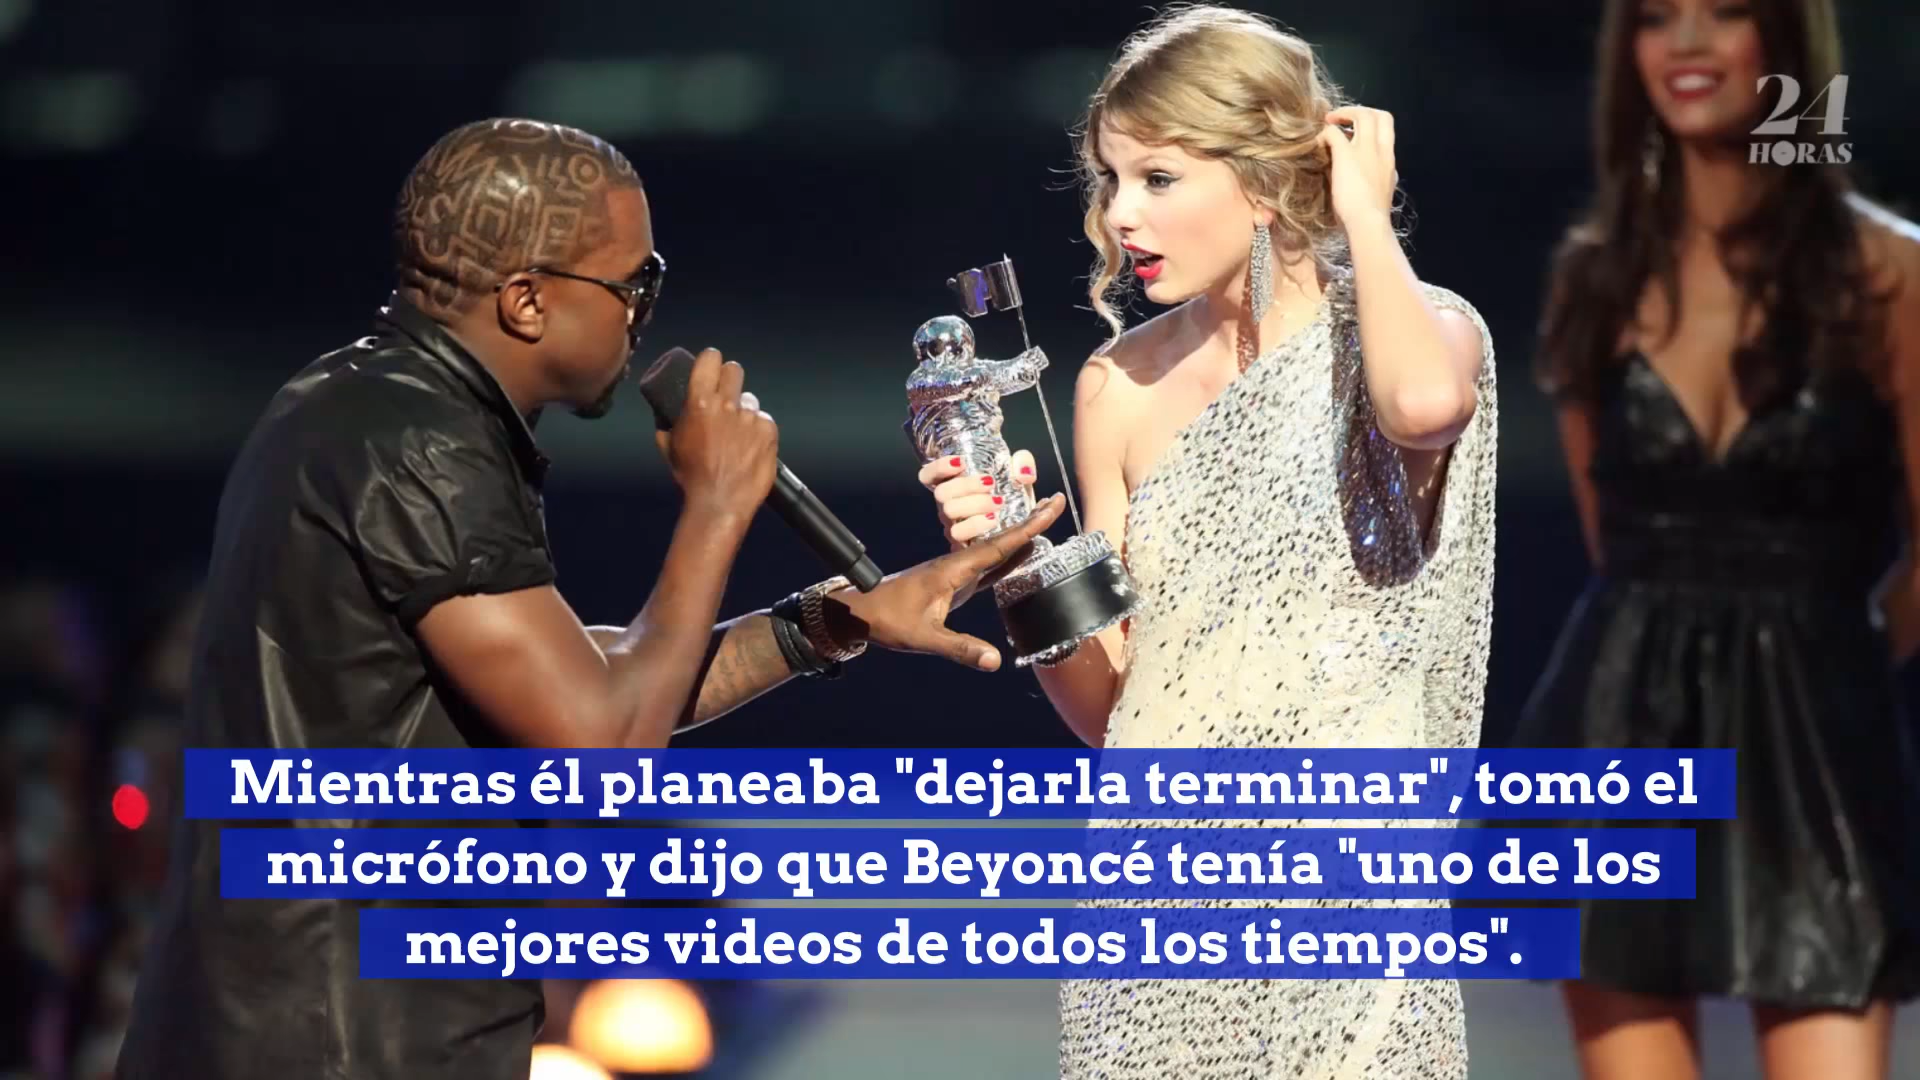 24
HORAS
Mientras él planeaba "dejarla terminar", tomó el
micrófono y dijo que Beyoncé tenía "uno de los
mejores videos de todos los tiempos".